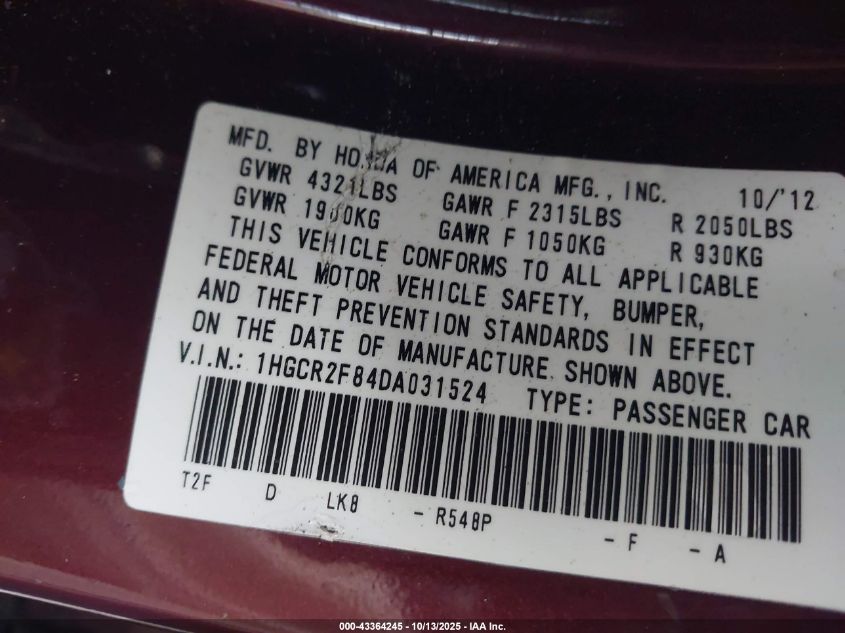 MFD. BY HONDA OF AMERICA MFG., INC. 10/'12
GVWR 4321LBS GAWR F 2315LBS R 2050LBS
GVWR 1960KG GAWR F 1050KG R 930KG
THIS VEHICLE CONFORMS TO ALL APPLICABLE
FEDERAL MOTOR VEHICLE SAFETY, BUMPER,
AND THEFT PREVENTION STANDARDS IN EFFECT
ON THE DATE OF MANUFACTURE SHOWN ABOVE.
V.I.N.: 1HGCR2F84DA031524 TYPE: PASSENGER CAR
T2F D LK8 - R548P - F - A
000-43364245 - 10/13/2025 - IAA Inc.